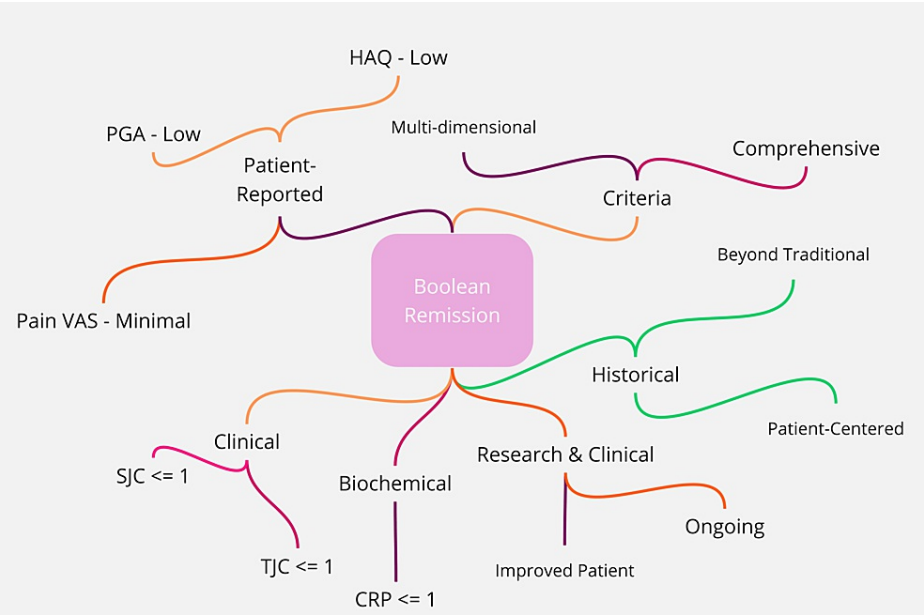 HAQ - Low
Multi-dimensional
PGA - Low
Comprehensive
Patient-
Reported
Criteria
Beyond Traditional
Boolean
Remission
Pain VAS - Minimal
Historical
Patient-Centered
Clinical
Research & Clinical
SJC <= 1
Biochemical
Ongoing
TJC <= 1
Improved Patient
CRP <= 1